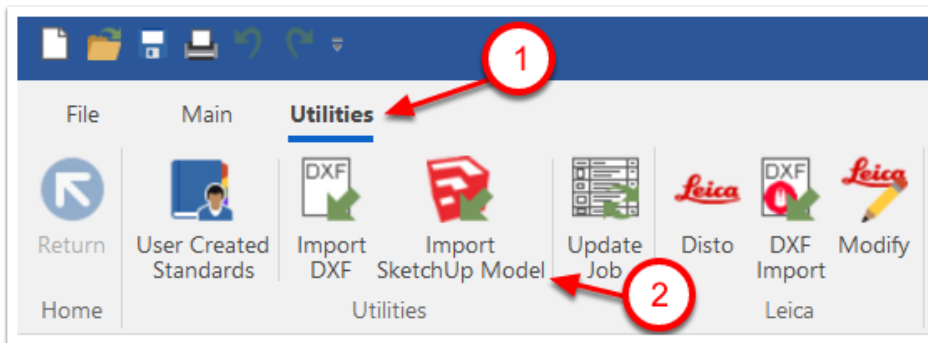 1
File Main Utilities
DXF Leica DXF Leica
Return User Created Import Import Update Disto DXF Modify
Standards DXF SketchUp Model Job Import
2
Home Utilities Leica